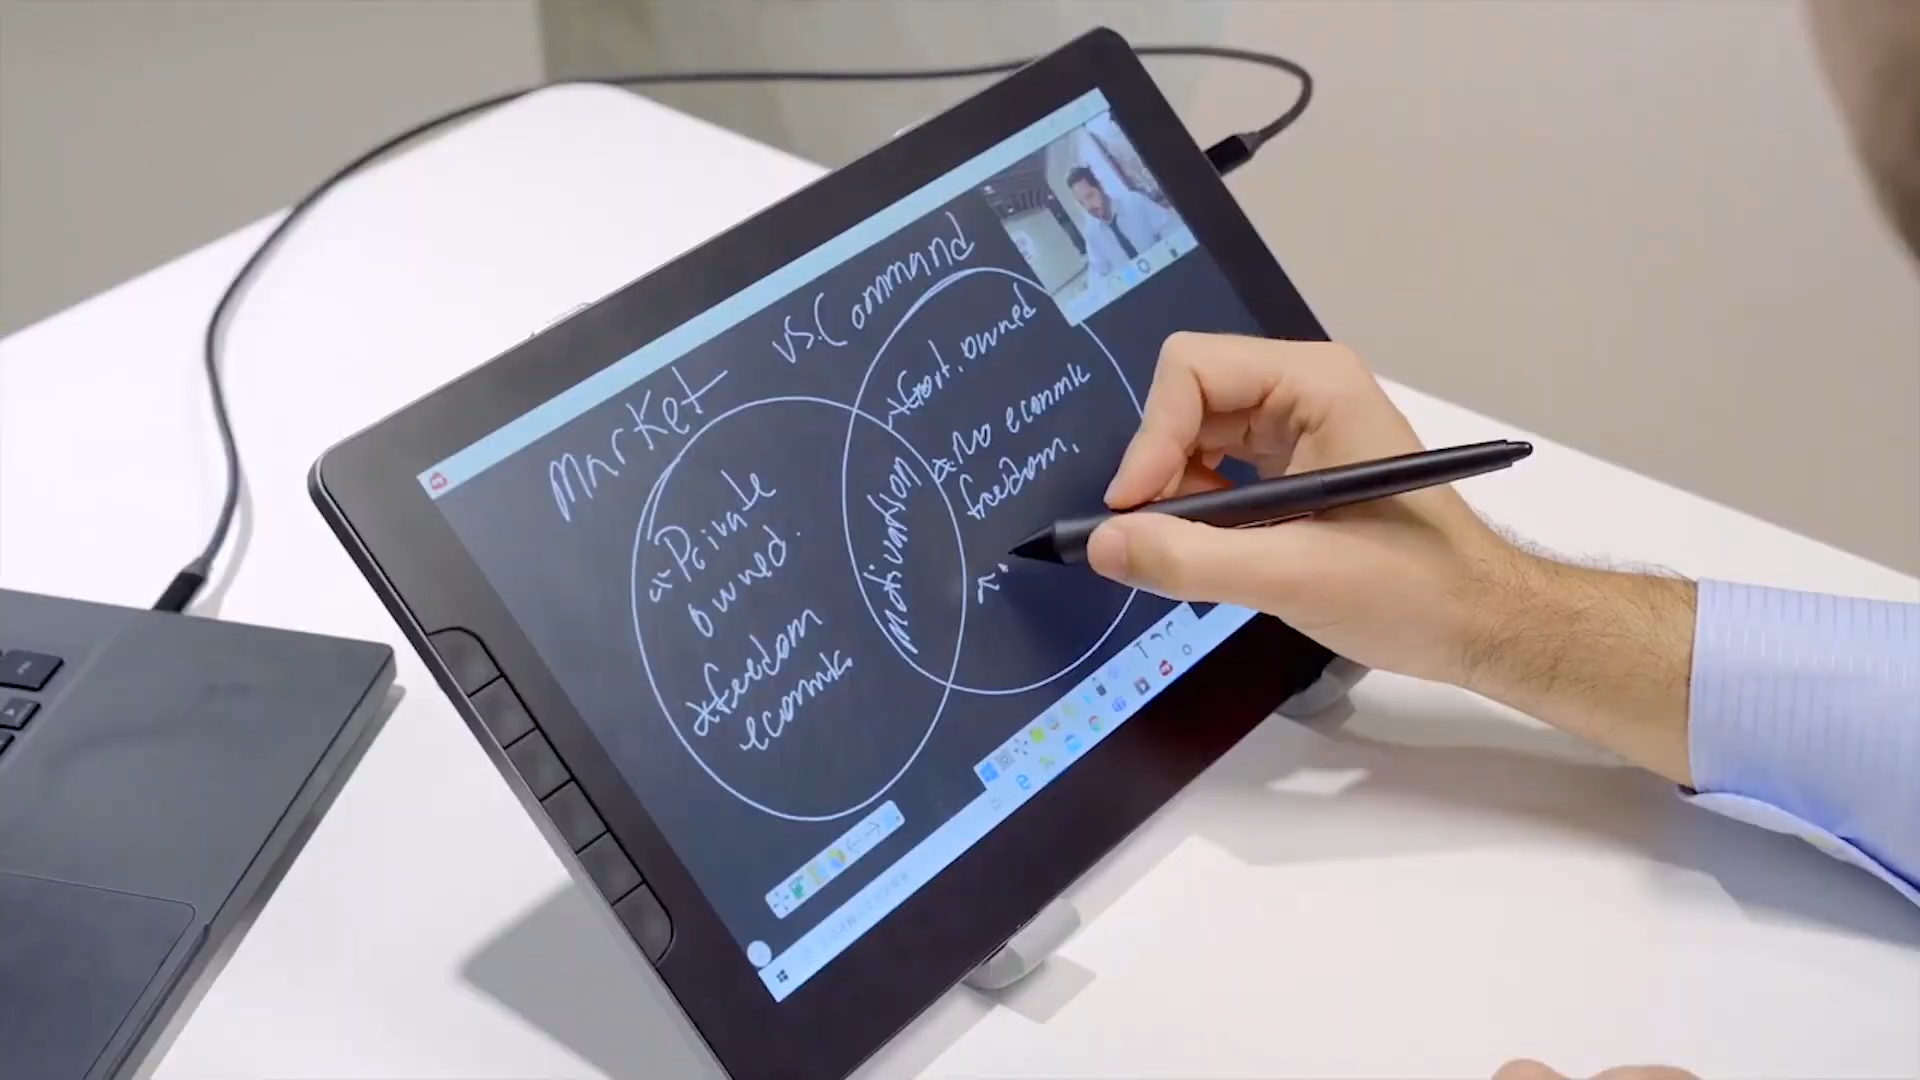 Market vs. Command
* Private
owned.
* freedom
economic
Motivation
* Govt. owned
* No economic
freedom.
*